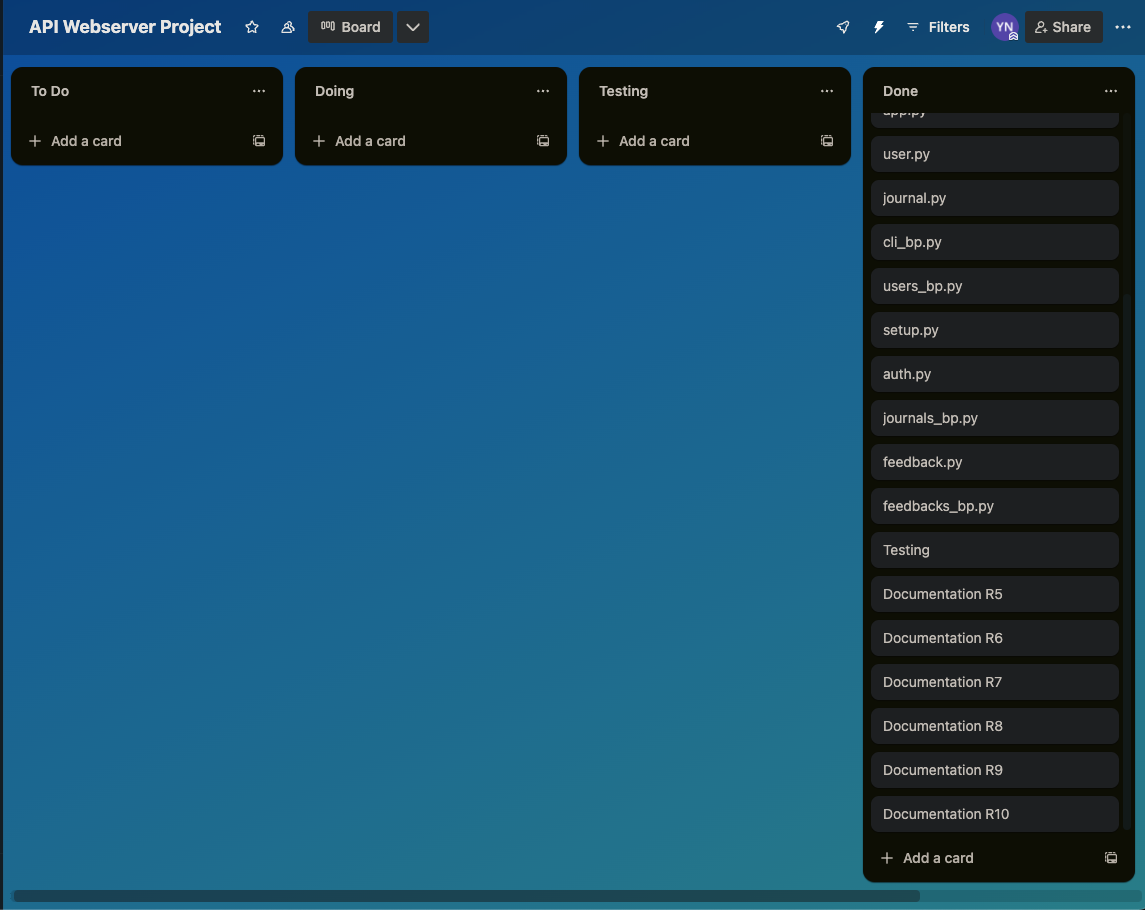 API Webserver Project
Board
Filters
YN
Share
To Do
Add a card
Doing
Add a card
Testing
Add a card
Done
app.py
user.py
journal.py
cli_bp.py
users_bp.py
setup.py
auth.py
journals_bp.py
feedback.py
feedbacks_bp.py
Testing
Documentation R5
Documentation R6
Documentation R7
Documentation R8
Documentation R9
Documentation R10
Add a card